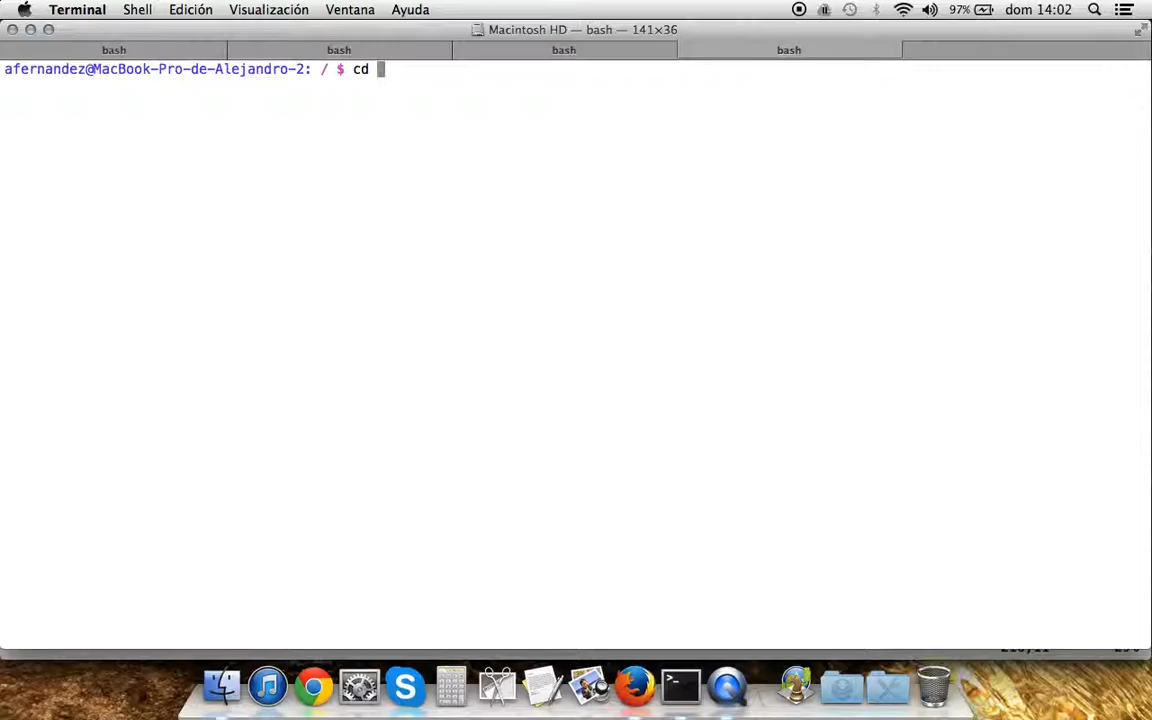 Terminal Shell Edición Visualización Ventana Ayuda 97% dom 14:02
Macintosh HD — bash — 141×36
bash bash bash bash
afernandez@MacBook-Pro-de-Alejandro-2: / $ cd